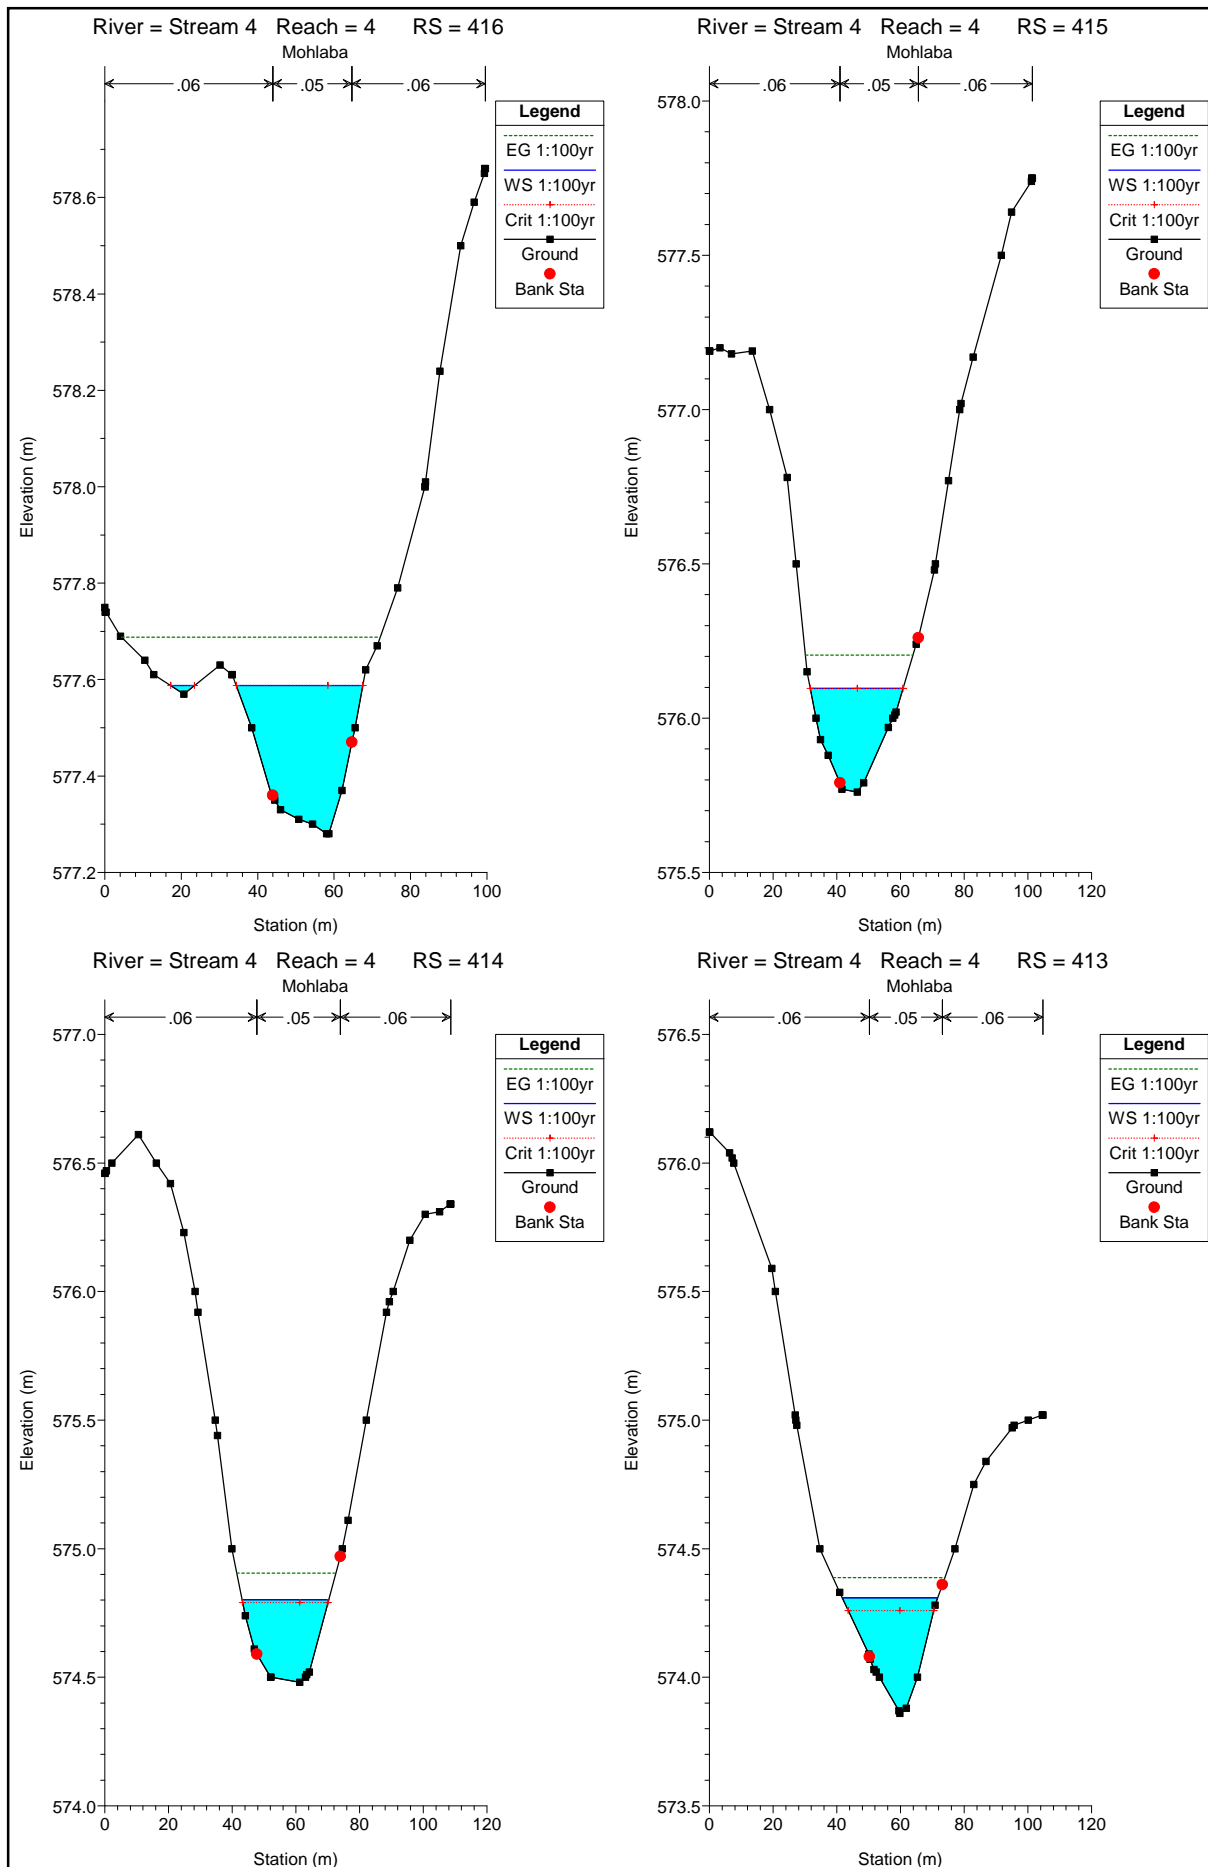 River = Stream 4 Reach = 4 RS = 416
Mohlaba
.06 .05 .06
Legend
EG 1:100yr
WS 1:100yr
Crit 1:100yr
Ground
Bank Sta
578.6
578.4
578.2
578.0
577.8
577.6
577.4
577.2
Elevation (m)
0 20 40 60 80 100
Station (m)
River = Stream 4 Reach = 4 RS = 415
Mohlaba
.06 .05 .06
Legend
EG 1:100yr
WS 1:100yr
Crit 1:100yr
Ground
Bank Sta
578.0
577.5
577.0
576.5
576.0
575.5
Elevation (m)
0 20 40 60 80 100 120
Station (m)
River = Stream 4 Reach = 4 RS = 414
Mohlaba
.06 .05 .06
Legend
EG 1:100yr
WS 1:100yr
Crit 1:100yr
Ground
Bank Sta
577.0
576.5
576.0
575.5
575.0
574.5
574.0
Elevation (m)
0 20 40 60 80 100 120
Station (m)
River = Stream 4 Reach = 4 RS = 413
Mohlaba
.06 .05 .06
Legend
EG 1:100yr
WS 1:100yr
Crit 1:100yr
Ground
Bank Sta
576.5
576.0
575.5
575.0
574.5
574.0
573.5
Elevation (m)
0 20 40 60 80 100 120
Station (m)